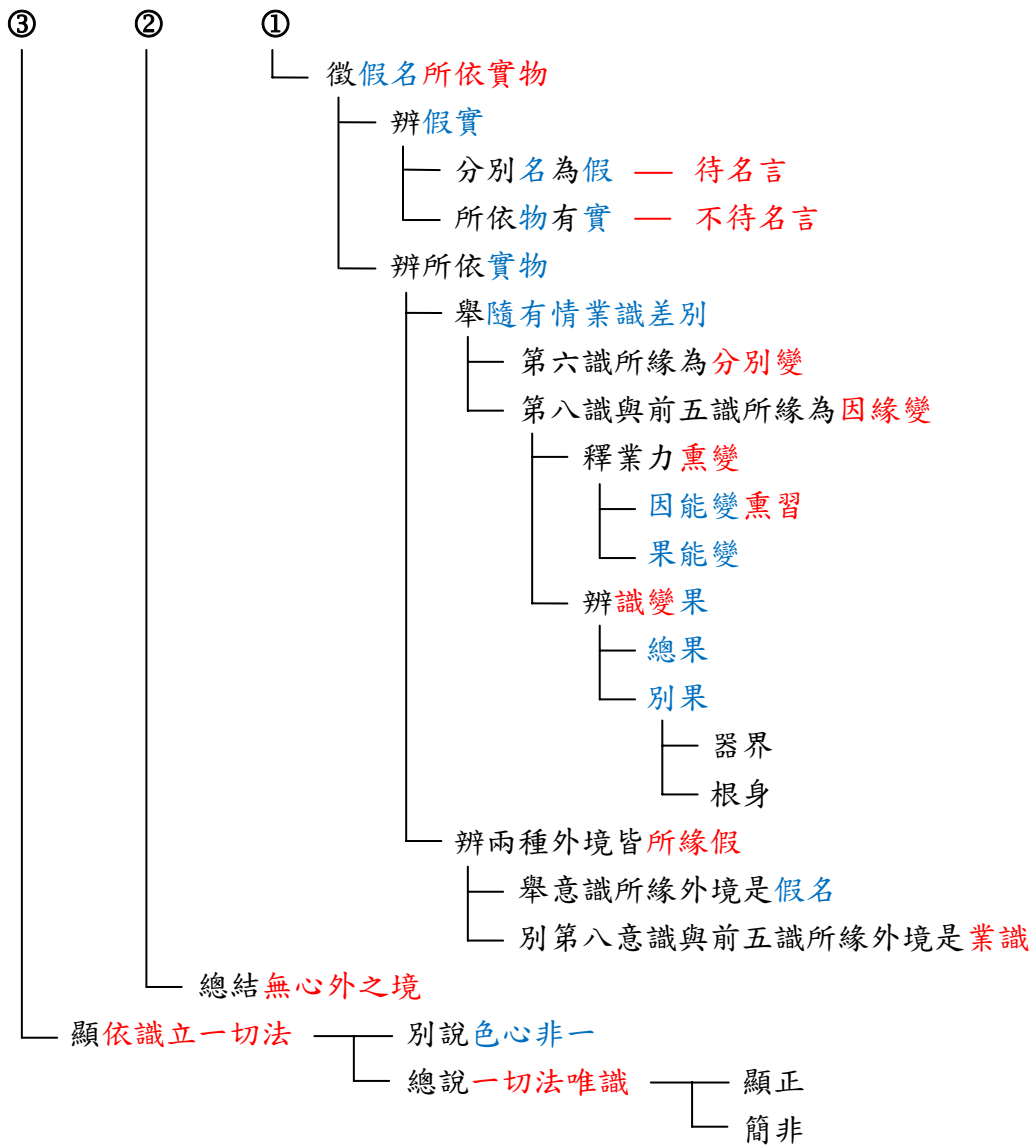 ③ ② ①
徵假名所依實物
辨假實
分別名為假 — 待名言
所依物有實 — 不待名言
辨所依實物
舉隨有情業識差別
第六識所緣為分別變
第八識與前五識所緣為因緣變
釋業力熏變
因能變熏習
果能變
辨識變果
總果
別果
器界
根身
辨兩種外境皆所緣假
舉意識所緣外境是假名
別第八意識與前五識所緣外境是業識
總結無心外之境
顯依識立一切法 別說色心非一
總說一切法唯識 顯正
簡非